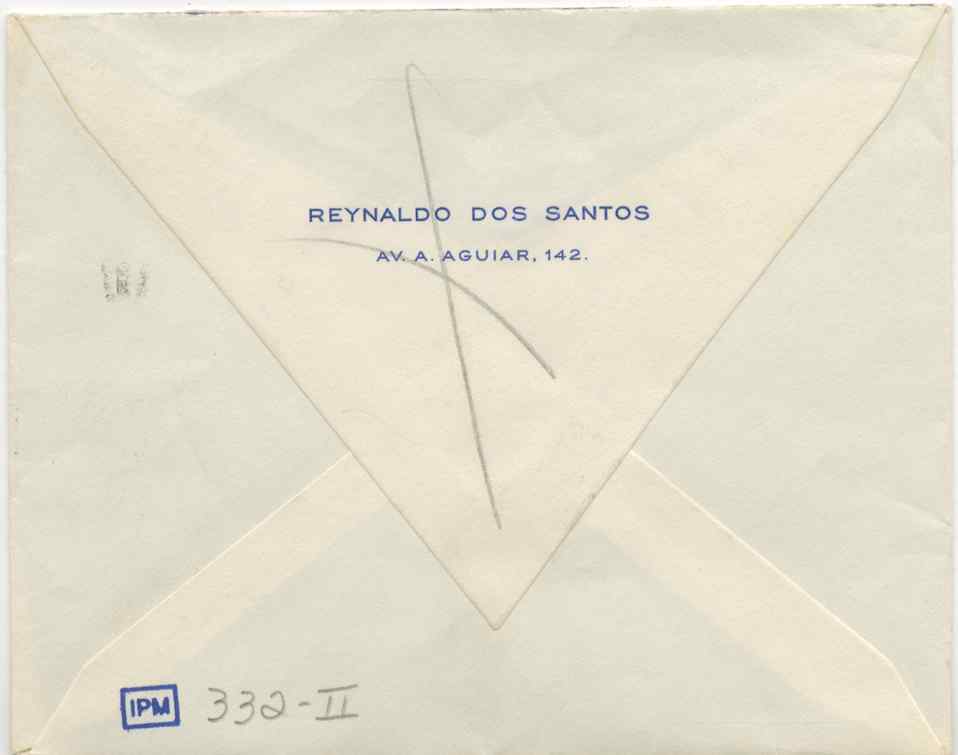 REYNALDO DOS SANTOS
AV. A. AGUIAR, 142.
IPM 332-II